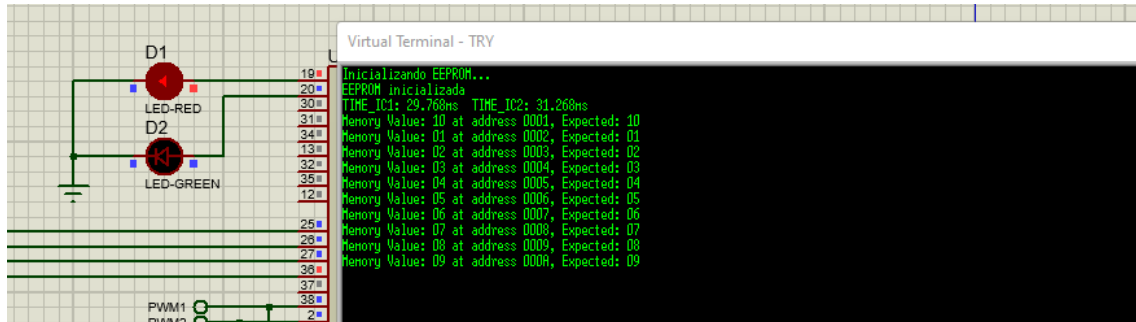 Virtual Terminal - TRY
Inicializando EEPROM...
EEPROM inicializada
TIME_IC1: 29.768ms TIME_IC2: 31.268ms
Memory Value: 10 at address 0001, Expected: 10
Memory Value: 01 at address 0002, Expected: 01
Memory Value: 02 at address 0003, Expected: 02
Memory Value: 03 at address 0004, Expected: 03
Memory Value: 04 at address 0005, Expected: 04
Memory Value: 05 at address 0006, Expected: 05
Memory Value: 06 at address 0007, Expected: 06
Memory Value: 07 at address 0008, Expected: 07
Memory Value: 08 at address 0009, Expected: 08
Memory Value: 09 at address 000A, Expected: 09
D1
LED-RED
D2
LED-GREEN
U
19
20
30
31
34
13
32
35
12
25
26
27
36
37
38
2
PWM1
PWM2